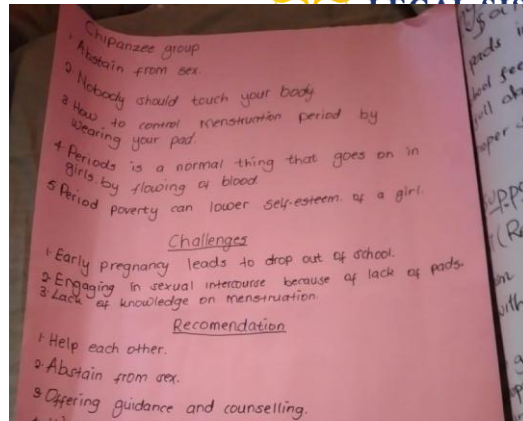 LEGAL SIS
Chipanzee group
1. Abstain from sex.
2. Nobody should touch your body
3 How to control menstruation period by
wearing your pad.
4 Periods is a normal thing that goes on in
girls by flowing of blood.
5 Period poverty can lower self-esteem of a girl.
Challenges
1. Early pregnancy leads to drop out of school.
2. Engaging in sexual intercourse because of lack of pads.
3. Lack of knowledge on menstruation.
Recomendation
1. Help each other.
2. Abstain from sex.
3 Offering guidance and counselling.